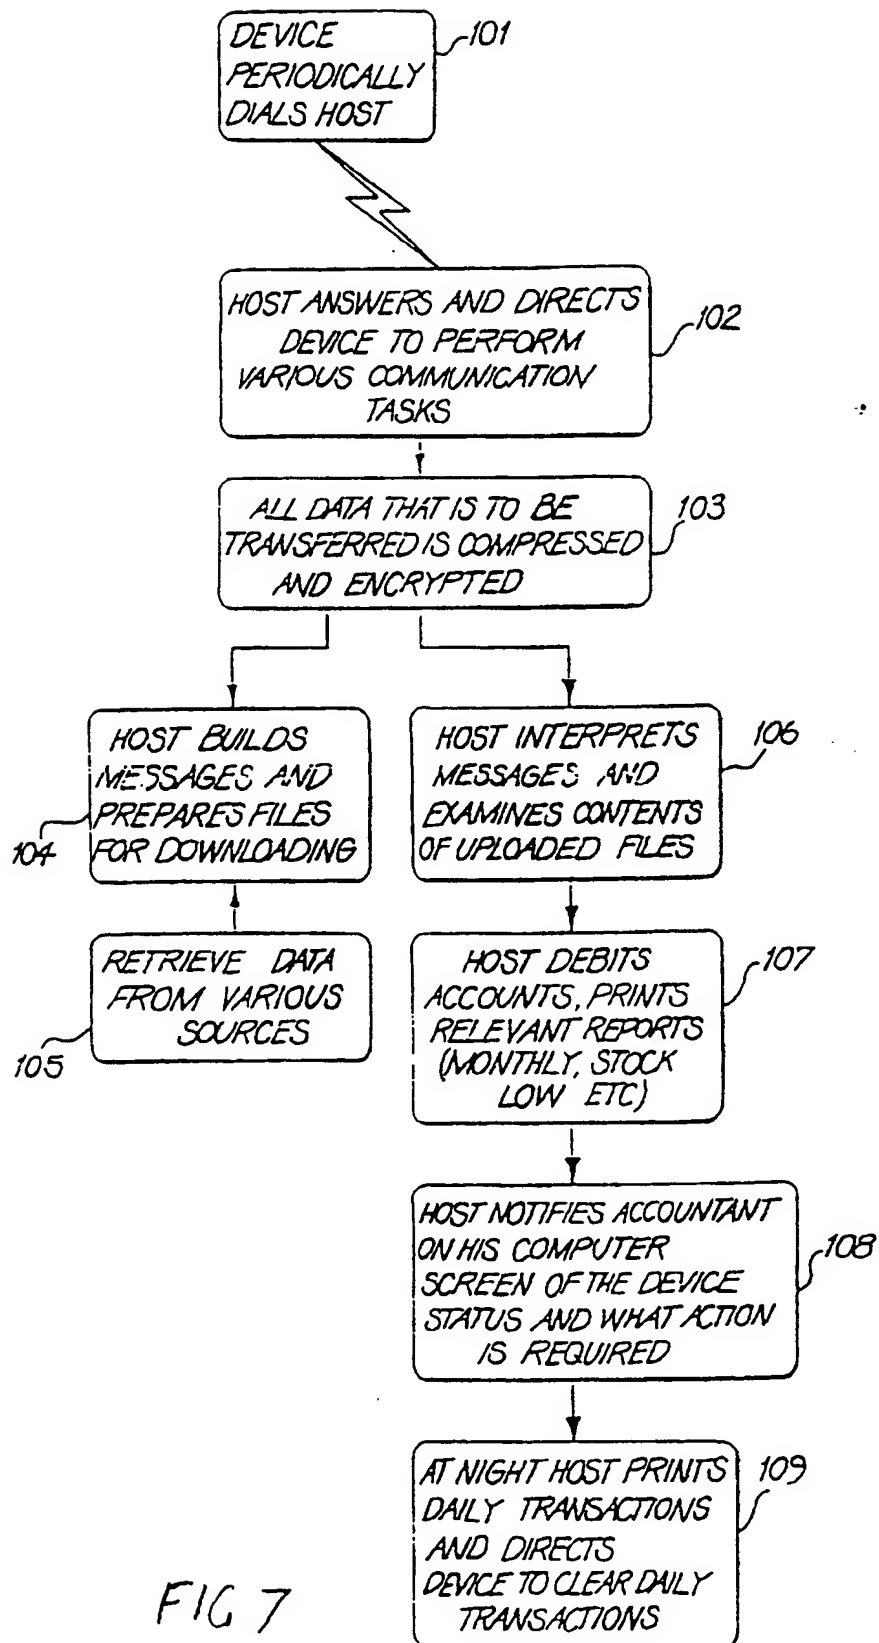 DEVICE
PERIODICALLY
DIALS HOST
101
HOST ANSWERS AND DIRECTS
DEVICE TO PERFORM
VARIOUS COMMUNICATION
TASKS
102
ALL DATA THAT IS TO BE
TRANSFERRED IS COMPRESSED
AND ENCRYPTED
103
HOST BUILDS
MESSAGES AND
PREPARES FILES
FOR DOWNLOADING
104
RETRIEVE DATA
FROM VARIOUS
SOURCES
105
HOST INTERPRETS
MESSAGES AND
EXAMINES CONTENTS
OF UPLOADED FILES
106
HOST DEBITS
ACCOUNTS, PRINTS
RELEVANT REPORTS
(MONTHLY, STOCK
LOW ETC)
107
HOST NOTIFIES ACCOUNTANT
ON HIS COMPUTER
SCREEN OF THE DEVICE
STATUS AND WHAT ACTION
IS REQUIRED
108
AT NIGHT HOST PRINTS
DAILY TRANSACTIONS
AND DIRECTS
DEVICE TO CLEAR DAILY
TRANSACTIONS
109
FIG 7